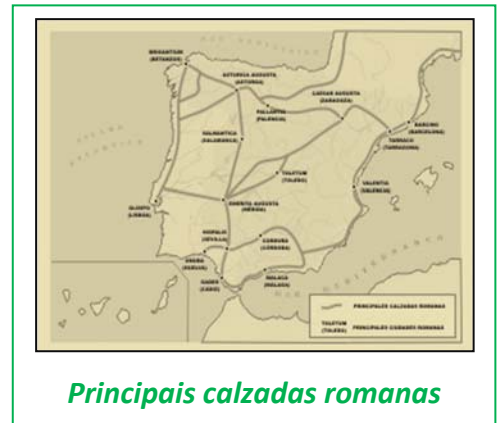 BRIGANTIUM
(BETANZOS)
ASTURICA AUGUSTA
(ASTORGA)
CAESAR AUGUSTA
(ZARAGOZA)
PALLANTIA
(PALENCIA)
BARCINO
(BARCELONA)
TARRACO
(TARRAGONA)
SALMANTICA
(SALAMANCA)
TOLETUM
(TOLEDO)
VALENTIA
(VALENCIA)
OLISIPO
(LISBOA)
EMERITA AUGUSTA
(MÉRIDA)
HISPALIS
(SEVILLA)
CORDUBA
(CÓRDOBA)
ONUBA
(HUELVA)
GADES
(CÁDIZ)
MALACA
(MÁLAGA)
MAR MEDITERRANEO
PRINCIPALES CALZADAS ROMANAS
TOLETUM
(TOLEDO)
PRINCIPALES CIUDADES ROMANAS
Principais calzadas romanas